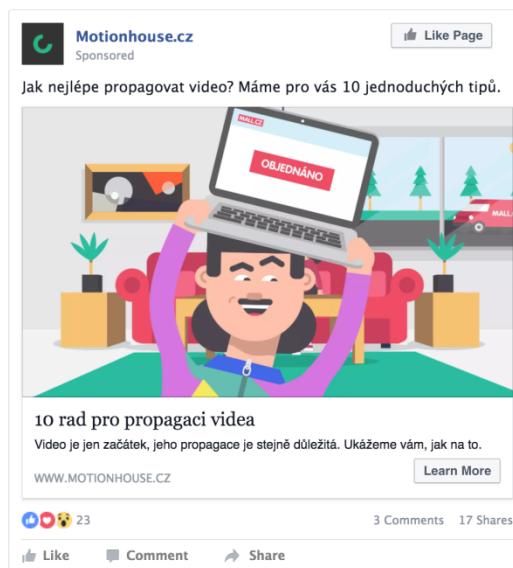 Motionhouse.cz
Like Page
Sponsored
Jak nejlépe propagovat video? Máme pro vás 10 jednoduchých tipů.
MALL.CZ
OBJEDNÁNO
MALL
10 rad pro propagaci videa
Video je jen začátek, jeho propagace je stejně důležitá. Ukážeme vám, jak na to.
WWW.MOTIONHOUSE.CZ
Learn More
23
3 Comments 17 Shares
Like Comment Share